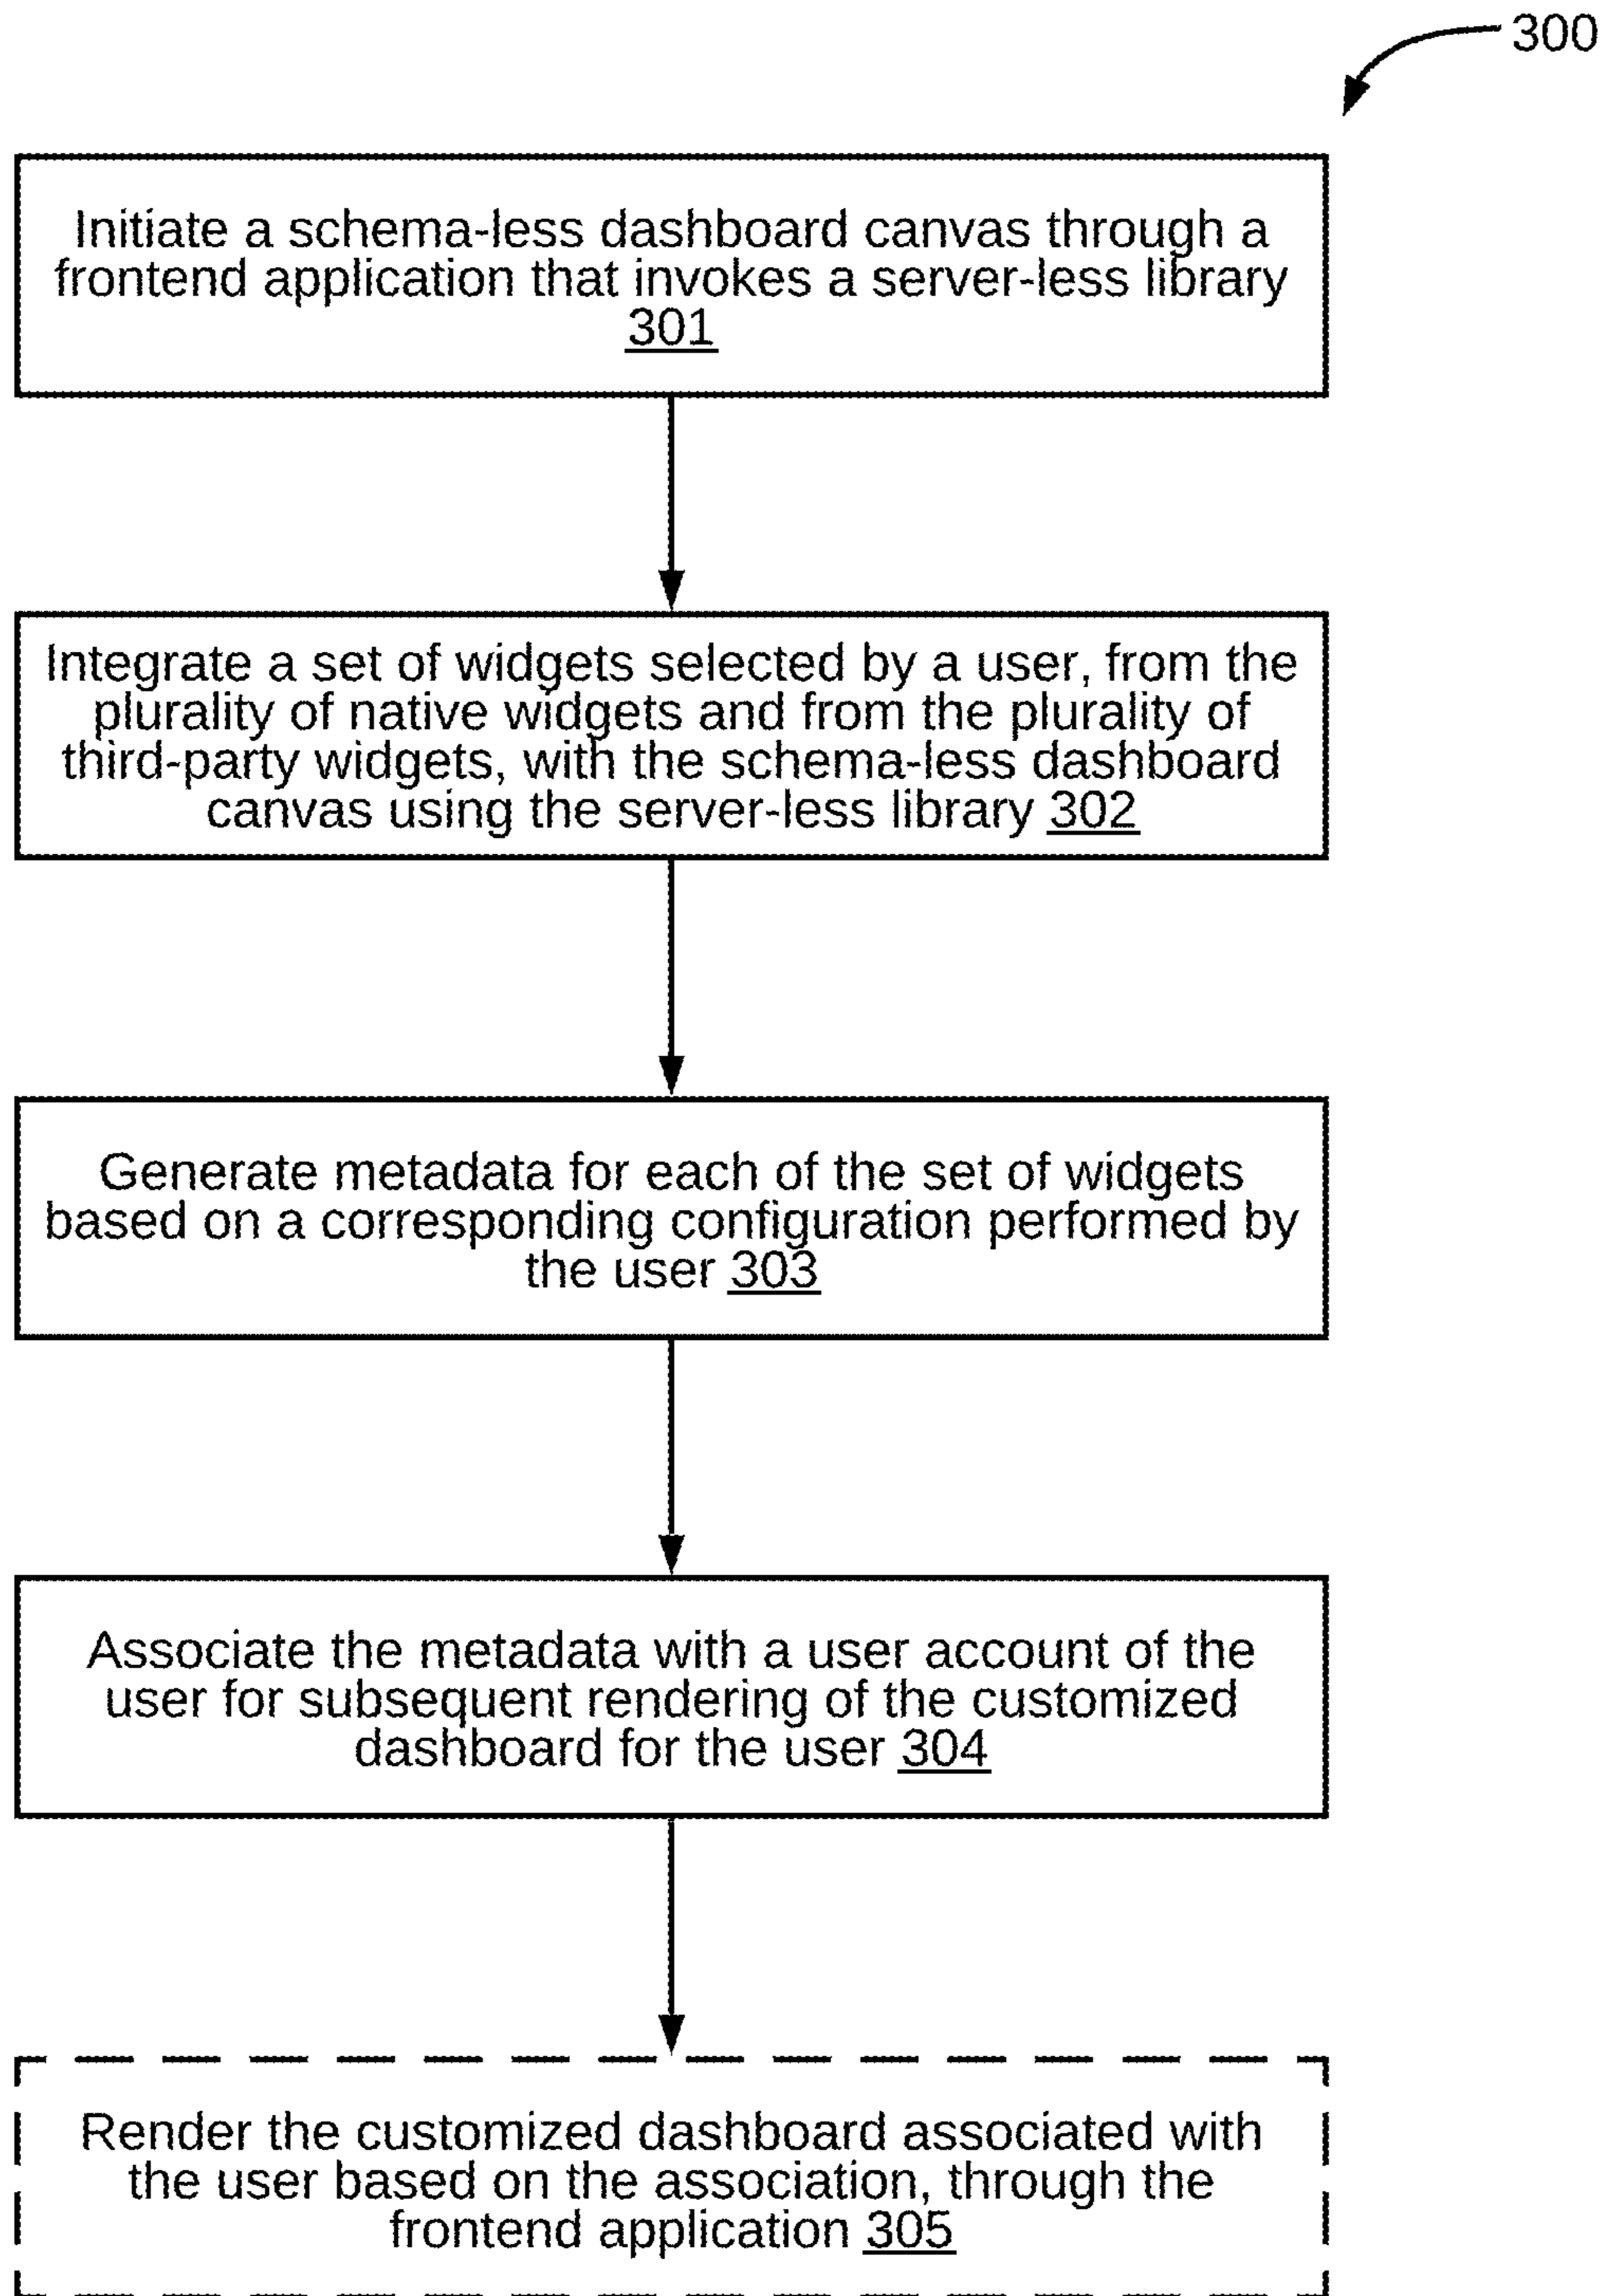 300
Initiate a schema-less dashboard canvas through a
frontend application that invokes a server-less library
301
Integrate a set of widgets selected by a user, from the
plurality of native widgets and from the plurality of
third-party widgets, with the schema-less dashboard
canvas using the server-less library 302
Generate metadata for each of the set of widgets
based on a corresponding configuration performed by
the user 303
Associate the metadata with a user account of the
user for subsequent rendering of the customized
dashboard for the user 304
Render the customized dashboard associated with
the user based on the association, through the
frontend application 305